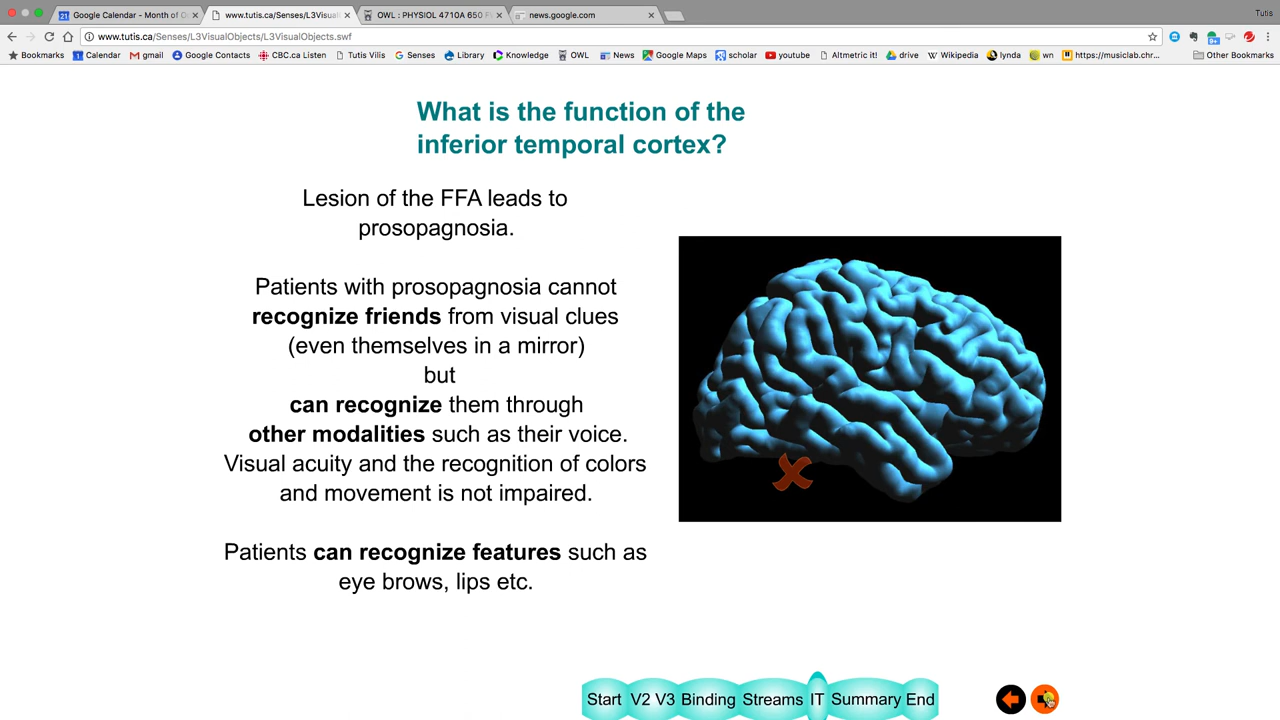 Google Calendar - Month of O
www.tutis.ca/Senses/L3Visual
OWL : PHYSIOL 4710A 650 F
news.google.com
Tutis
www.tutis.ca/Senses/L3VisualObjects/L3VisualObjects.swf
Bookmarks Calendar gmail Google Contacts CBC.ca Listen Tutis Vilis Senses Library Knowledge OWL News Google Maps scholar youtube Altmetric it! drive Wikipedia lynda wn https://musiclab.chr... Other Bookmarks
What is the function of the
inferior temporal cortex?
Lesion of the FFA leads to
prosopagnosia.
Patients with prosopagnosia cannot
recognize friends from visual clues
(even themselves in a mirror)
but
can recognize them through
other modalities such as their voice.
Visual acuity and the recognition of colors
and movement is not impaired.
Patients can recognize features such as
eye brows, lips etc.
Start V2 V3 Binding Streams IT Summary End